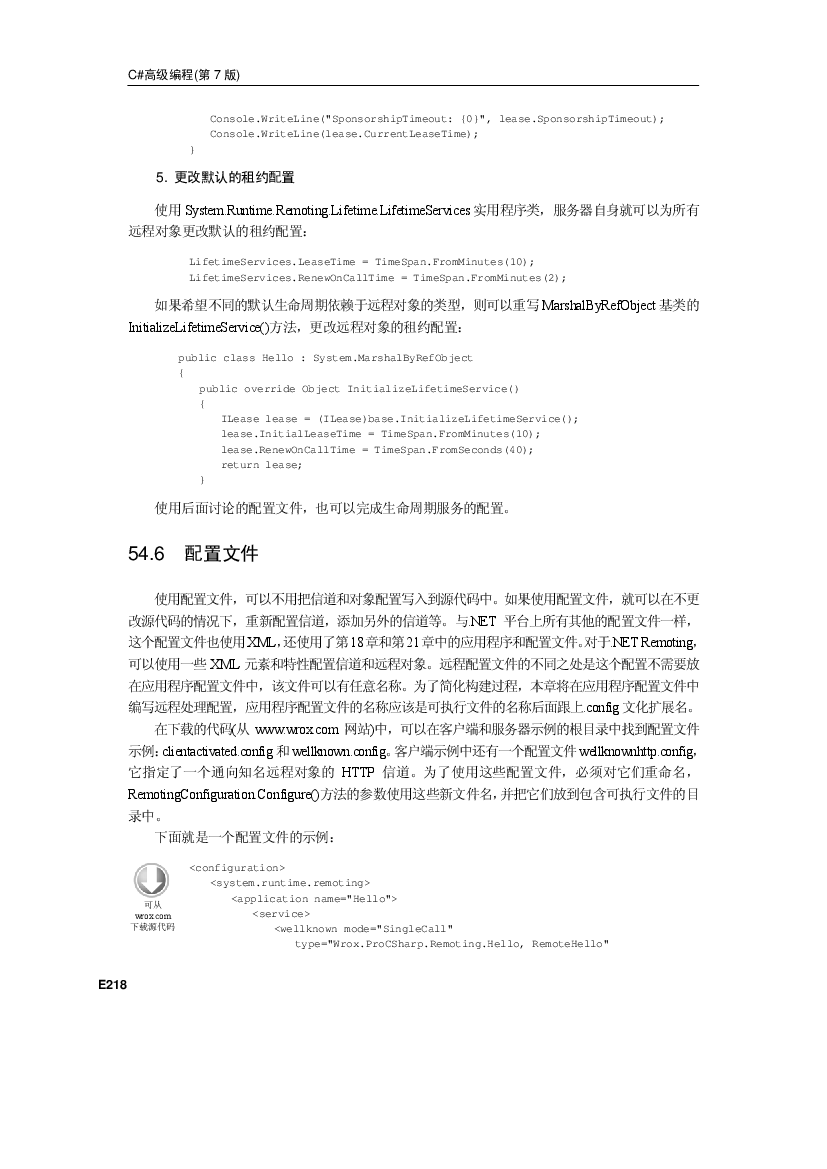 C#高级编程(第 7 版)
Console.WriteLine("SponsorshipTimeout: {0}", lease.SponsorshipTimeout);
Console.WriteLine(lease.CurrentLeaseTime);
}
5. 更改默认的租约配置
使用 System.Runtime.Remoting.Lifetime.LifetimeServices 实用程序类，服务器自身就可以为所有
远程对象更改默认的租约配置：
LifetimeServices.LeaseTime = TimeSpan.FromMinutes(10);
LifetimeServices.RenewOnCallTime = TimeSpan.FromMinutes(2);
如果希望不同的默认生命周期依赖于远程对象的类型，则可以重写 MarshalByRefObject 基类的
InitializeLifetimeService()方法，更改远程对象的租约配置：
public class Hello : System.MarshalByRefObject
{
public override Object InitializeLifetimeService()
{
ILease lease = (ILease)base.InitializeLifetimeService();
lease.InitialLeaseTime = TimeSpan.FromMinutes(10);
lease.RenewOnCallTime = TimeSpan.FromSeconds(40);
return lease;
}
使用后面讨论的配置文件，也可以完成生命周期服务的配置。
54.6 配置文件
使用配置文件，可以不用把信道和对象配置写入到源代码中。如果使用配置文件，就可以在不更
改源代码的情况下，重新配置信道，添加另外的信道等。与.NET 平台上所有其他的配置文件一样，
这个配置文件也使用 XML，还使用了第 18 章和第 21 章中的应用程序和配置文件。对于.NET Remoting，
可以使用一些 XML 元素和特性配置信道和远程对象。远程配置文件的不同之处是这个配置不需要放
在应用程序配置文件中，该文件可以有任意名称。为了简化构建过程，本章将在应用程序配置文件中
编写远程处理配置，应用程序配置文件的名称应该是可执行文件的名称后面跟上.config 文化扩展名。
在下载的代码(从 www.wrox.com 网站)中，可以在客户端和服务器示例的根目录中找到配置文件
示例：clientactivated.config 和 wellknown.config。客户端示例中还有一个配置文件 wellknownhttp.config，
它指定了一个通向知名远程对象的 HTTP 信道。为了使用这些配置文件，必须对它们重命名，
RemotingConfiguration.Configure()方法的参数使用这些新文件名，并把它们放到包含可执行文件的目
录中。
下面就是一个配置文件的示例：
<configuration>
<system.runtime.remoting>
<application name="Hello">
<service>
<wellknown mode="SingleCall"
type="Wrox.ProCSharp.Remoting.Hello, RemoteHello"
可从
wrox.com
下载源代码
E218